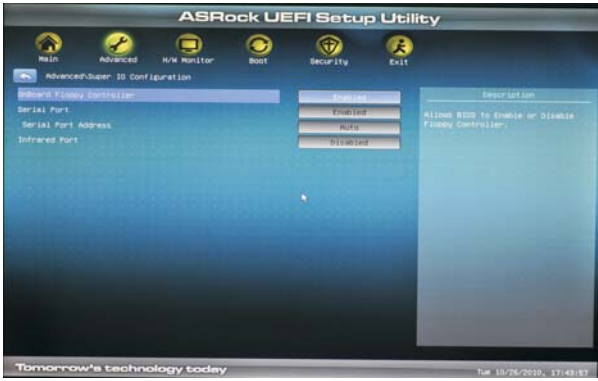 ASRock UEFI Setup Utility
Main Advanced H/W Monitor Boot Security Exit
Advanced\Super IO Configuration
OnBoard Floppy Controller Enabled
Serial Port Enabled
Serial Port Address Auto
Infrared Port Disabled
Description
Allows BIOS to Enable or Disable
Floppy Controller.
Tomorrow's technology today
Tue 10/26/2010, 17:43:57